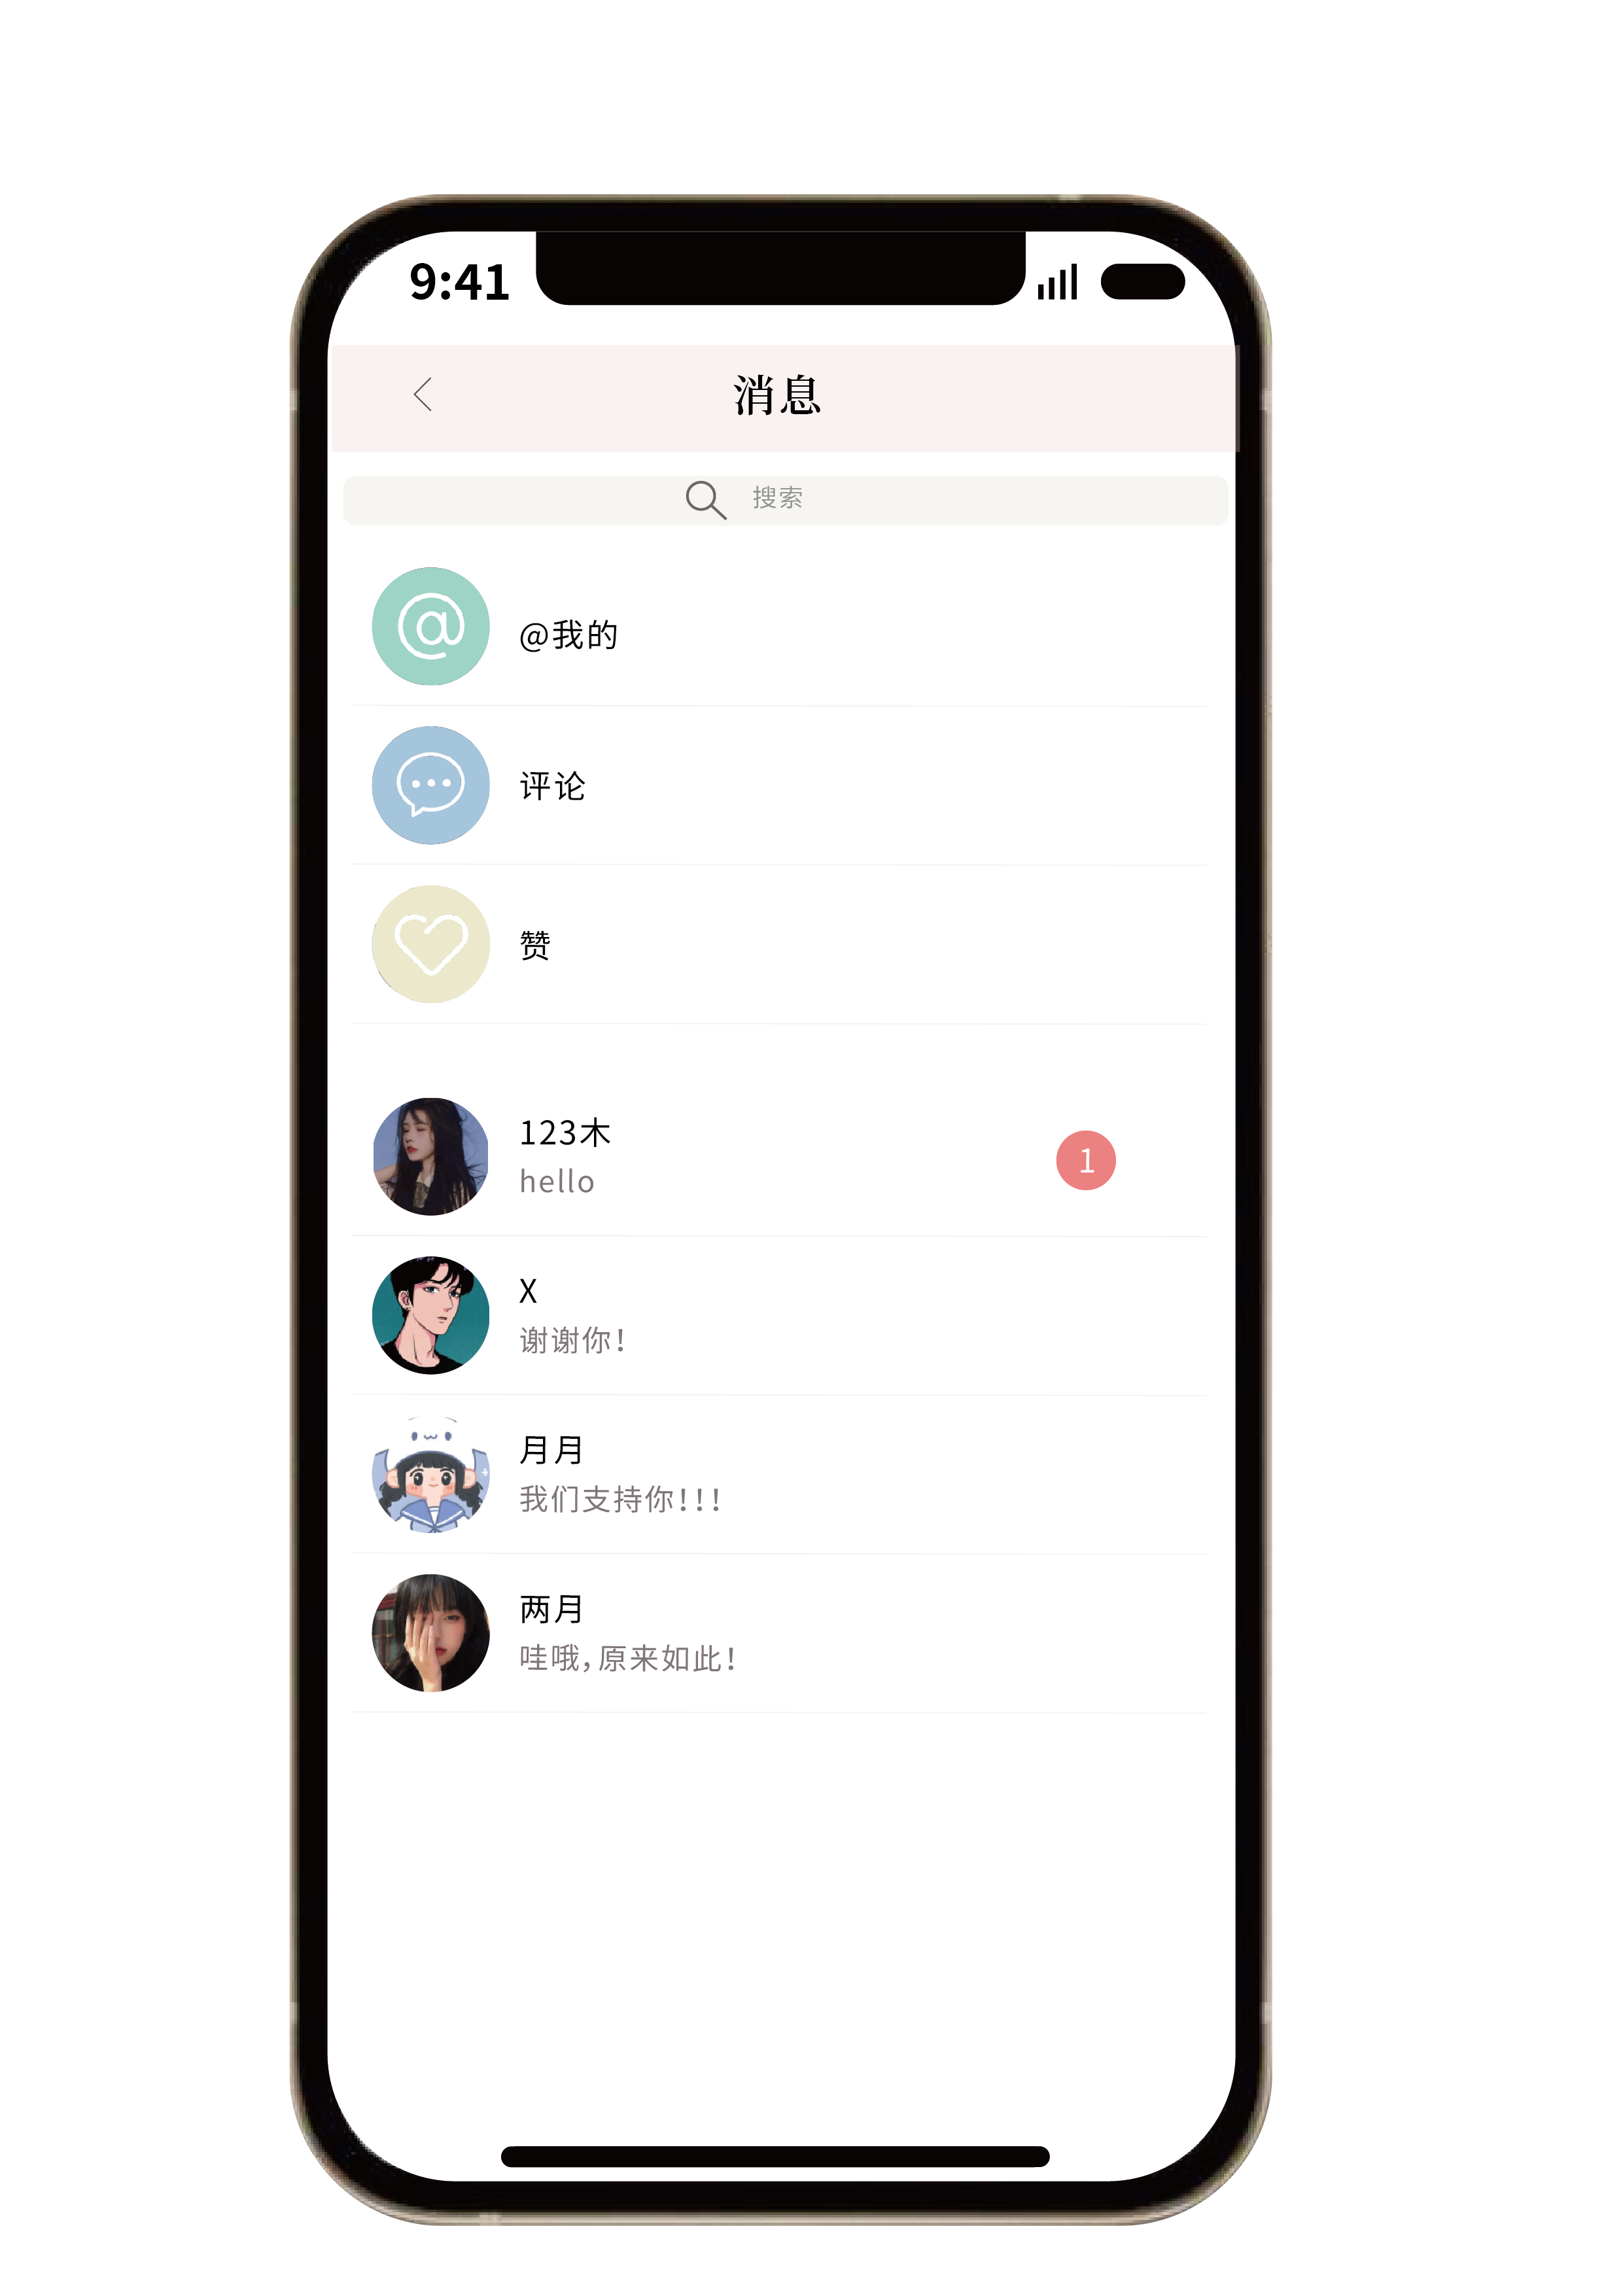 9:41
消息
搜索
@我的
评论
赞
123木
hello
1
X
谢谢你！
月月
我们支持你！！！
两月
哇哦，原来如此！